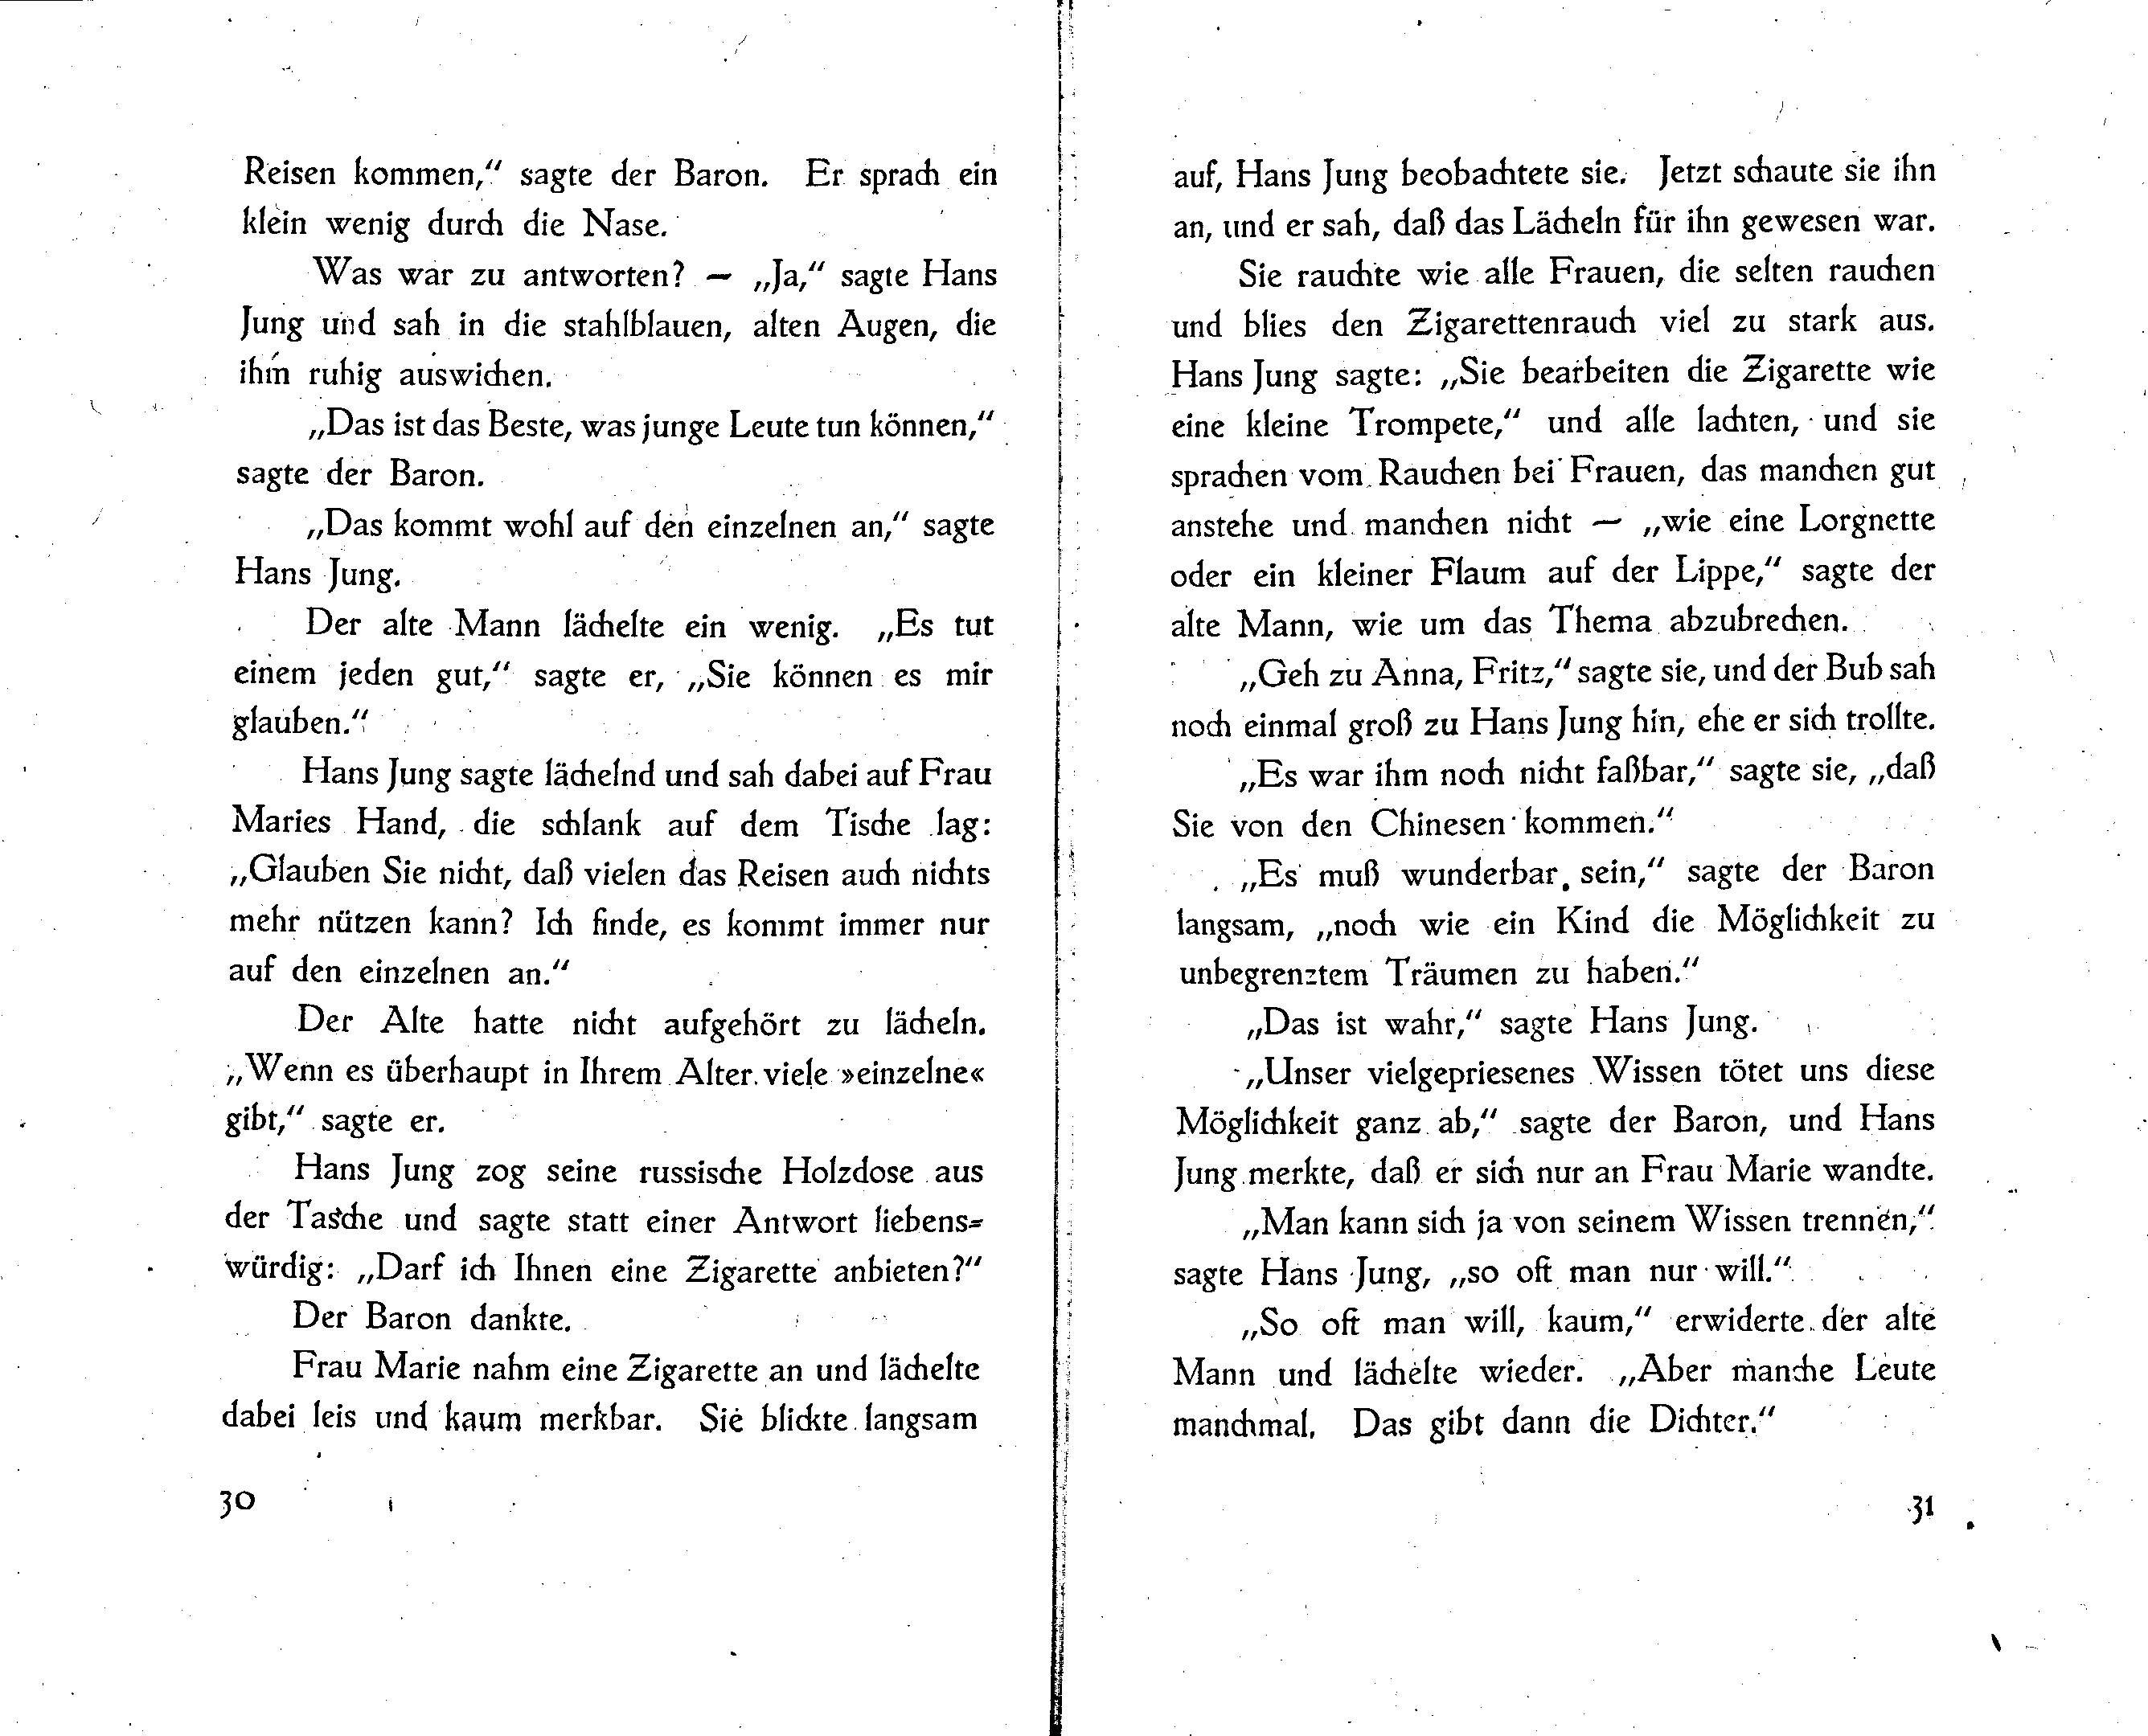 Reisen kommen,“ sagte der Baron. Er sprach ein
klein wenig durch die Nase.
Was war zu antworten? — „Ja,“ sagte Hans
Jung und sah in die stahlblauen, alten Augen, die
ihm ruhig auswichen.
„Das ist das Beste, was junge Leute tun können,“
sagte der Baron.
„Das kommt wohl auf den einzelnen an,“ sagte
Hans Jung.
Der alte Mann lächelte ein wenig. „Es tut
einem jeden gut,“ sagte er, „Sie können es mir
glauben.“
Hans Jung sagte lächelnd und sah dabei auf Frau
Maries Hand, die schlank auf dem Tische lag:
„Glauben Sie nicht, daß vielen das Reisen auch nichts
mehr nützen kann? Ich finde, es kommt immer nur
auf den einzelnen an.“
Der Alte hatte nicht aufgehört zu lächeln.
„Wenn es überhaupt in Ihrem Alter viele »einzelne«
gibt,“ sagte er.
Hans Jung zog seine russische Holzdose aus
der Tasche und sagte statt einer Antwort liebens=
würdig: „Darf ich Ihnen eine Zigarette anbieten?“
Der Baron dankte.
Frau Marie nahm eine Zigarette an und lächelte
dabei leis und kaum merkbar. Sie blickte langsam
30
auf, Hans Jung beobachtete sie. Jetzt schaute sie ihn
an, und er sah, daß das Lächeln für ihn gewesen war.
Sie rauchte wie alle Frauen, die selten rauchen
und blies den Zigarettenrauch viel zu stark aus.
Hans Jung sagte: „Sie bearbeiten die Zigarette wie
eine kleine Trompete,“ und alle lachten, und sie
sprachen vom Rauchen bei Frauen, das manchen gut
anstehe und manchen nicht — „wie eine Lorgnette
oder ein kleiner Flaum auf der Lippe,“ sagte der
alte Mann, wie um das Thema abzubrechen.
„Geh zu Anna, Fritz,“ sagte sie, und der Bub sah
noch einmal groß zu Hans Jung hin, ehe er sich trollte.
„Es war ihm noch nicht faßbar,“ sagte sie, „daß
Sie von den Chinesen kommen.“
„Es muß wunderbar sein,“ sagte der Baron
langsam, „noch wie ein Kind die Möglichkeit zu
unbegrenztem Träumen zu haben.“
„Das ist wahr,“ sagte Hans Jung.
„Unser vielgepriesenes Wissen tötet uns diese
Möglichkeit ganz ab,“ sagte der Baron, und Hans
Jung merkte, daß er sich nur an Frau Marie wandte.
„Man kann sich ja von seinem Wissen trennen,“
sagte Hans Jung, „so oft man nur will.“
„So oft man will, kaum,“ erwiderte der alte
Mann und lächelte wieder. „Aber manche Leute
manchmal. Das gibt dann die Dichter.“
31